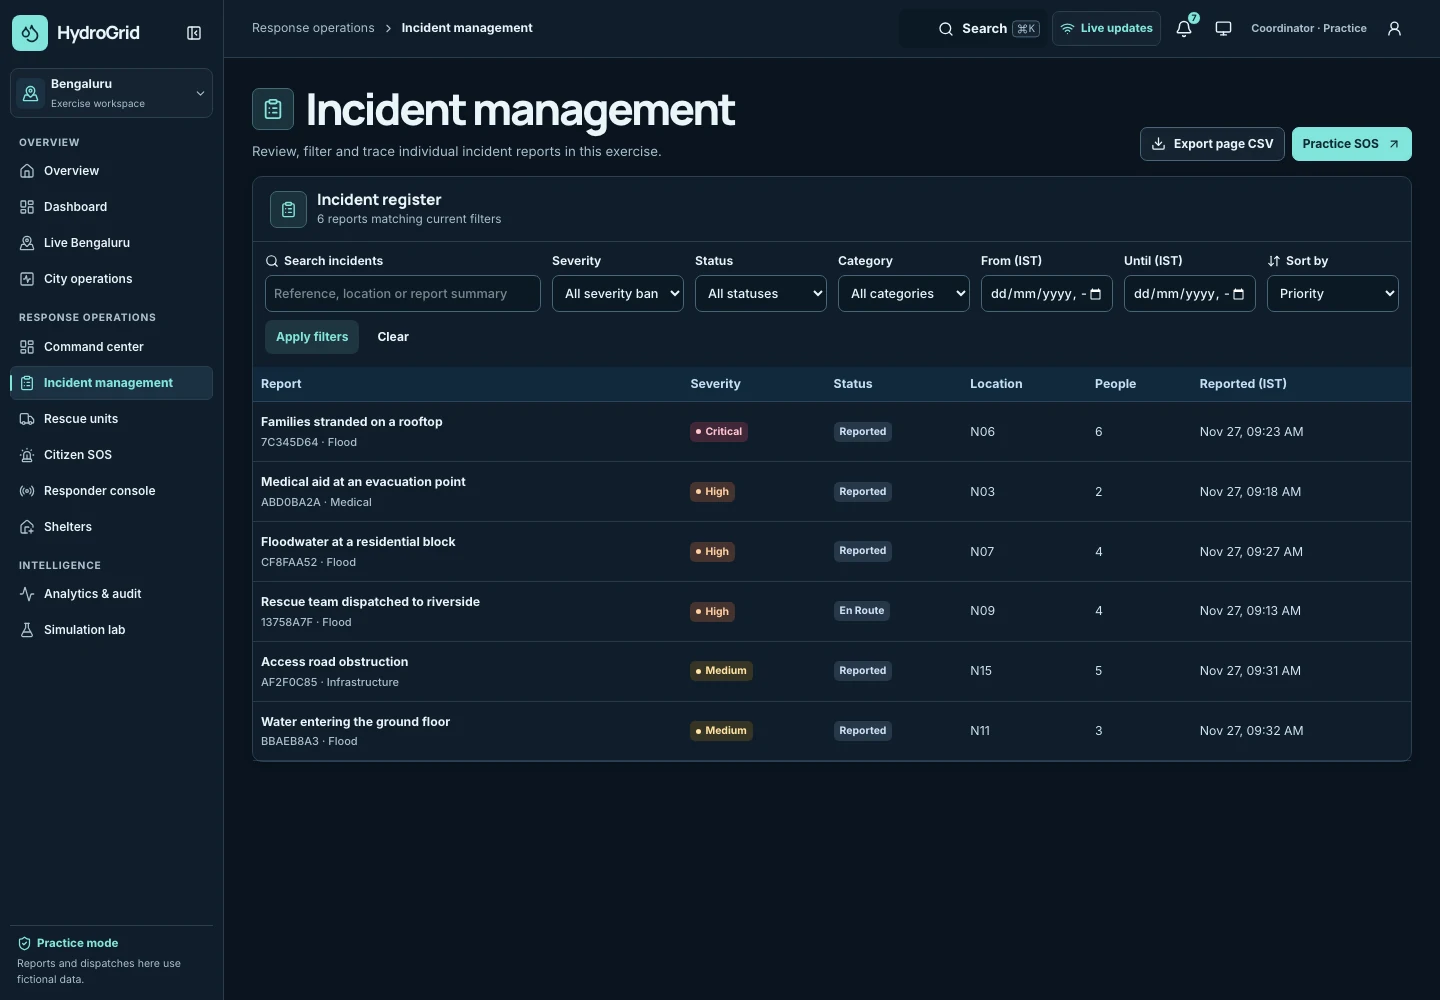 HydroGrid
Bengaluru
Exercise workspace
OVERVIEW
Overview
Dashboard
Live Bengaluru
City operations
RESPONSE OPERATIONS
Command center
Incident management
Rescue units
Citizen SOS
Responder console
Shelters
INTELLIGENCE
Analytics & audit
Simulation lab
Practice mode
Reports and dispatches here use
fictional data.
Response operations > Incident management
Search ⌘K
Live updates
7
Coordinator · Practice
Incident management
Review, filter and trace individual incident reports in this exercise.
Export page CSV
Practice SOS
Incident register
6 reports matching current filters
Search incidents Severity Status Category From (IST) Until (IST) Sort by
Reference, location or report summary All severity ban All statuses All categories dd/mm/yyyy, - dd/mm/yyyy, - Priority
Apply filters Clear
Report Severity Status Location People Reported (IST)
Families stranded on a rooftop
7C345D64 · Flood
Critical Reported N06 6 Nov 27, 09:23 AM
Medical aid at an evacuation point
ABD0BA2A · Medical
High Reported N03 2 Nov 27, 09:18 AM
Floodwater at a residential block
CF8FAA52 · Flood
High Reported N07 4 Nov 27, 09:27 AM
Rescue team dispatched to riverside
13758A7F · Flood
High En Route N09 4 Nov 27, 09:13 AM
Access road obstruction
AF2F0C85 · Infrastructure
Medium Reported N15 5 Nov 27, 09:31 AM
Water entering the ground floor
BBAEB8A3 · Flood
Medium Reported N11 3 Nov 27, 09:32 AM